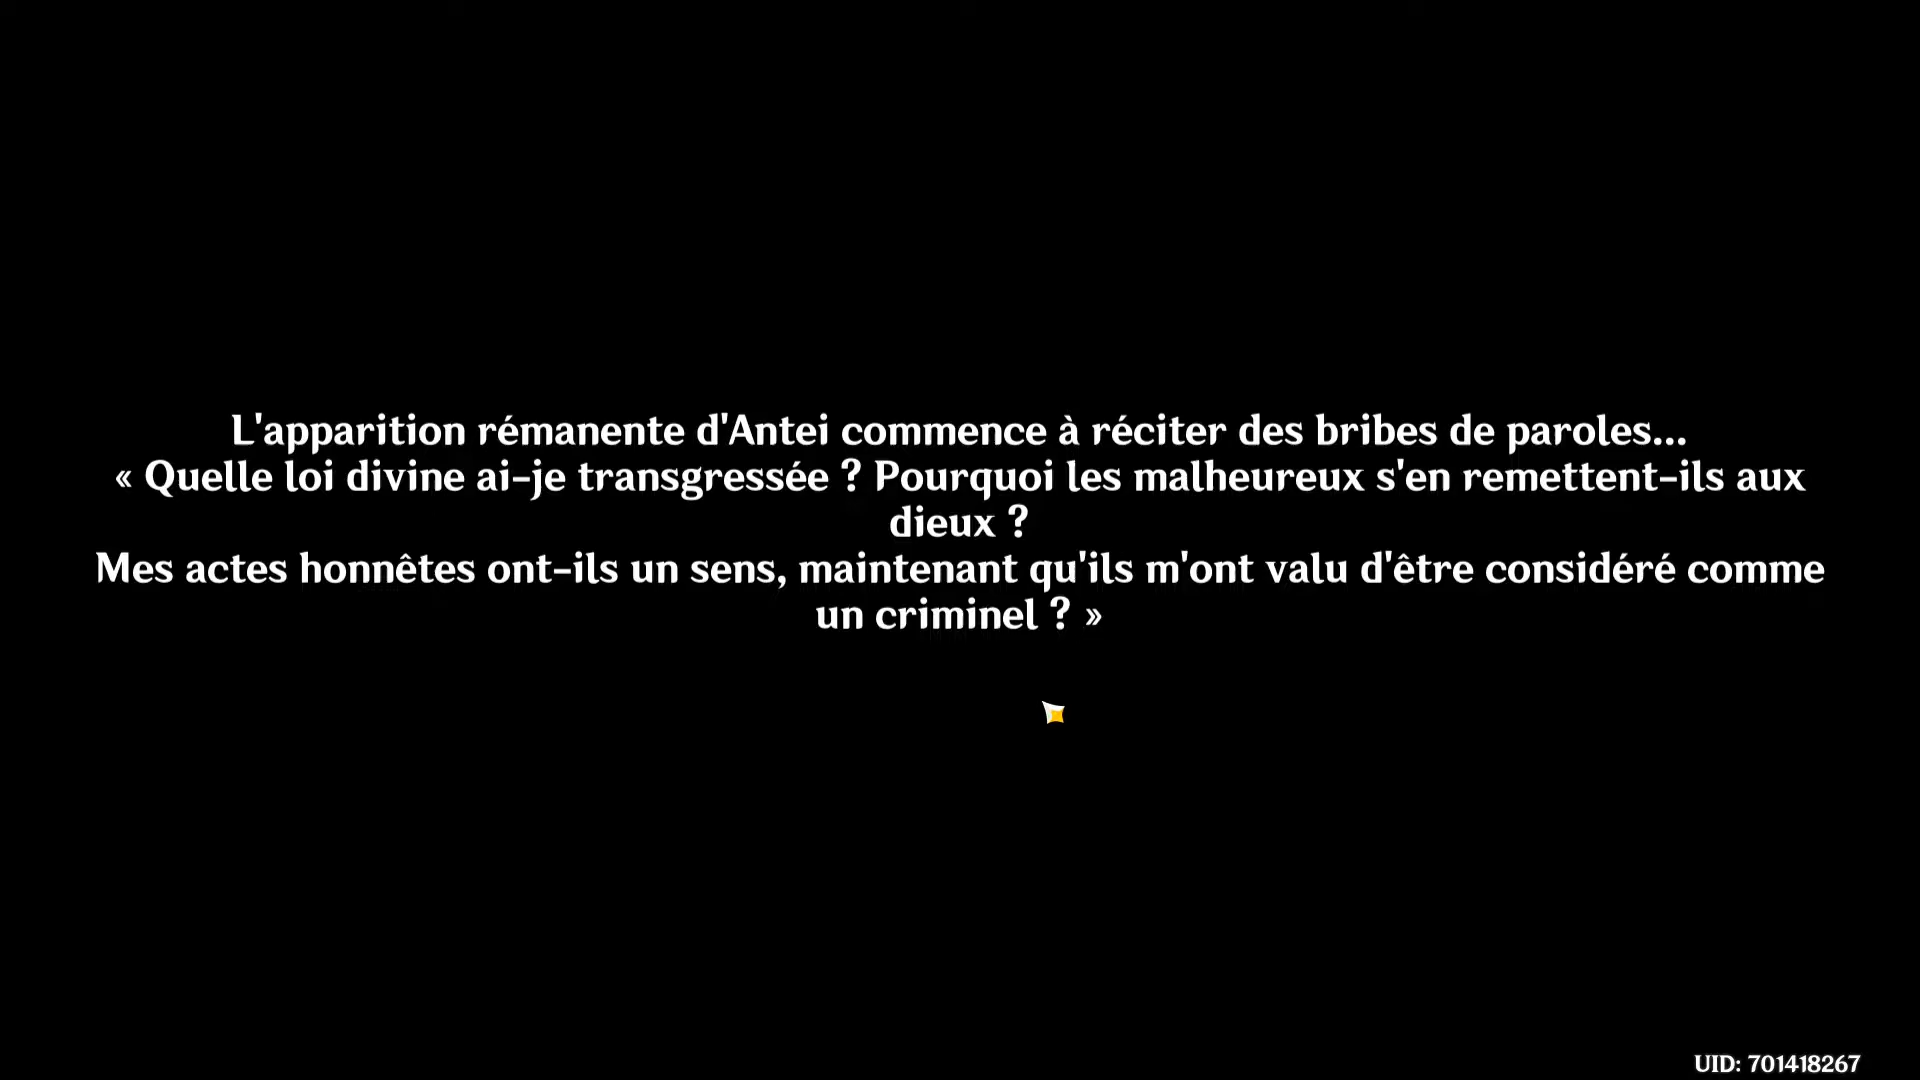 L'apparition rémanente d'Antei commence à réciter des bribes de paroles...
« Quelle loi divine ai-je transgressée ? Pourquoi les malheureux s'en remettent-ils aux
dieux ?
Mes actes honnêtes ont-ils un sens, maintenant qu'ils m'ont valu d'être considéré comme
un criminel ? »
UID: 701418267